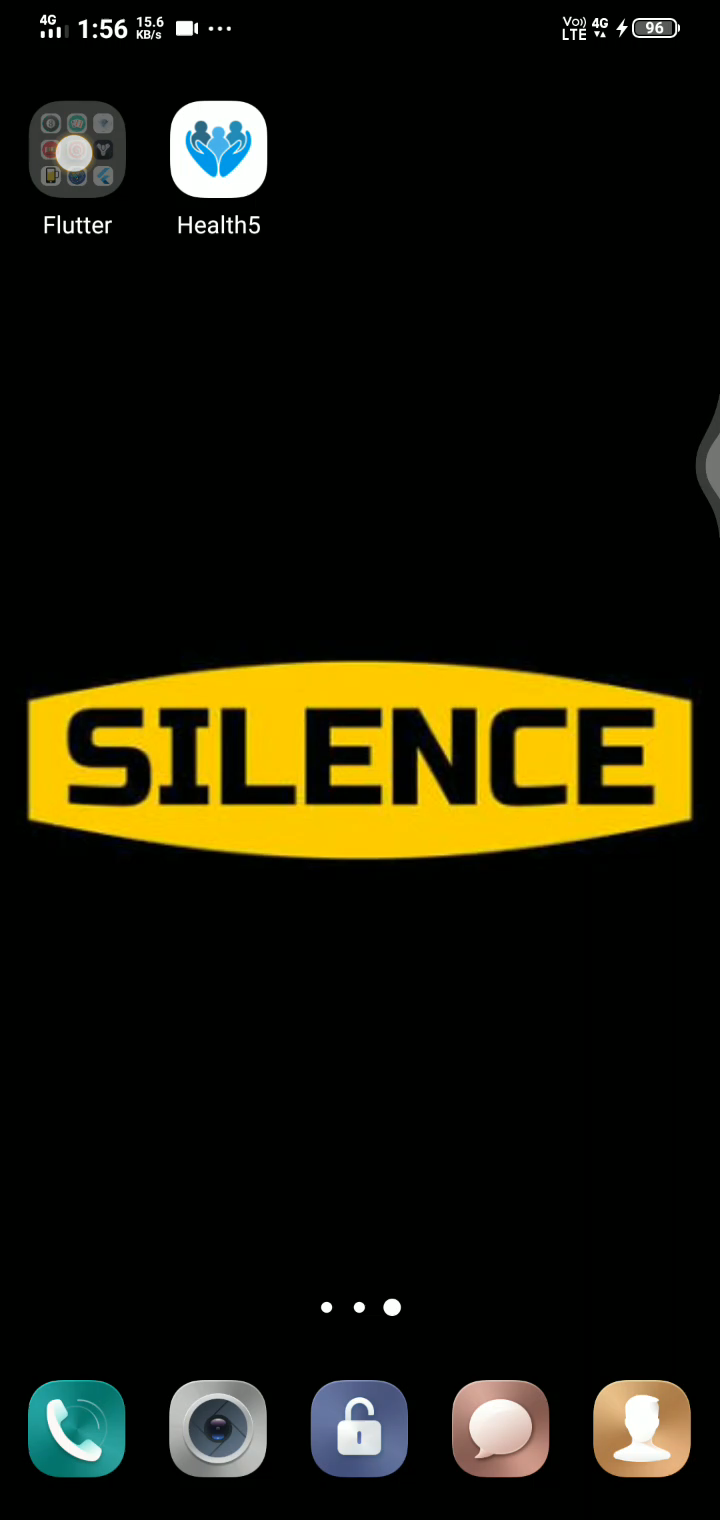 4G 1:56 15.6 KB/s ... Vo)) LTE 4G 96
Flutter Health5
SILENCE